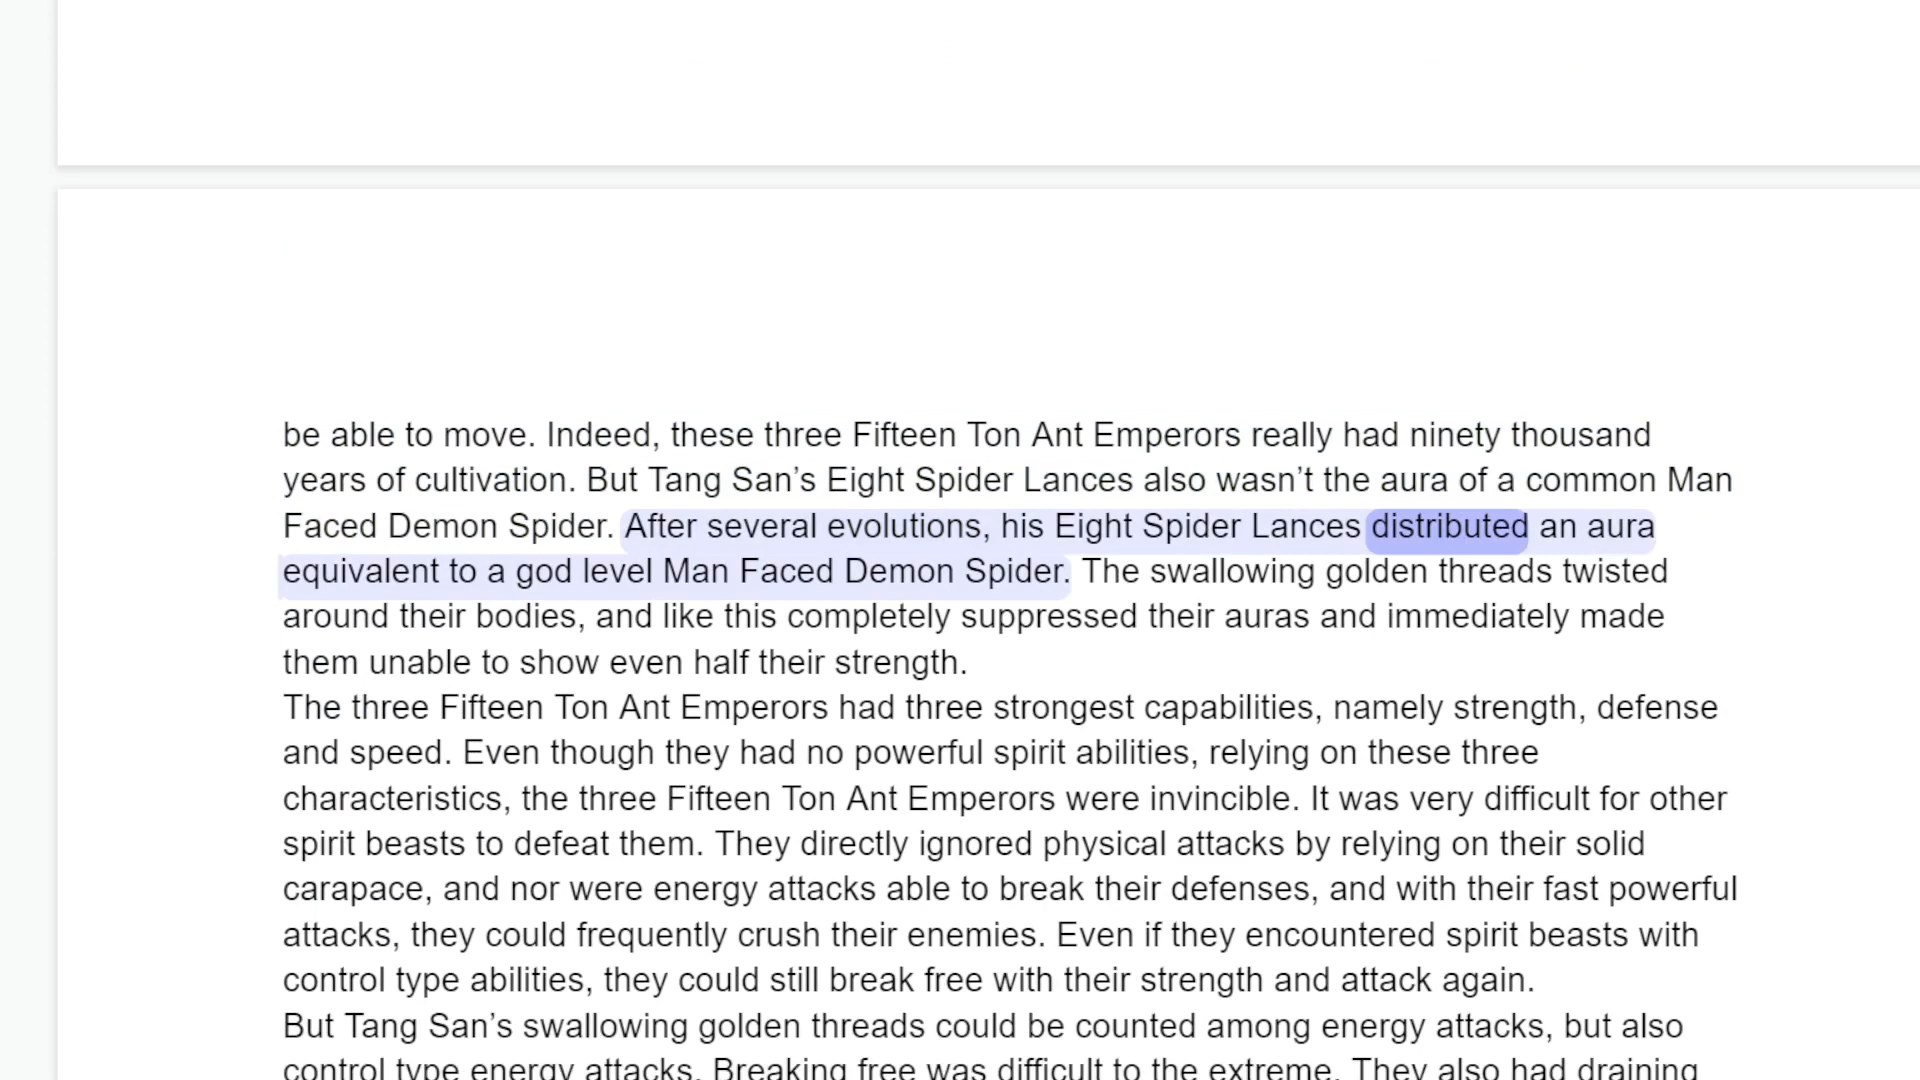 be able to move. Indeed, these three Fifteen Ton Ant Emperors really had ninety thousand
years of cultivation. But Tang San’s Eight Spider Lances also wasn’t the aura of a common Man
Faced Demon Spider. After several evolutions, his Eight Spider Lances distributed an aura
equivalent to a god level Man Faced Demon Spider. The swallowing golden threads twisted
around their bodies, and like this completely suppressed their auras and immediately made
them unable to show even half their strength.
The three Fifteen Ton Ant Emperors had three strongest capabilities, namely strength, defense
and speed. Even though they had no powerful spirit abilities, relying on these three
characteristics, the three Fifteen Ton Ant Emperors were invincible. It was very difficult for other
spirit beasts to defeat them. They directly ignored physical attacks by relying on their solid
carapace, and nor were energy attacks able to break their defenses, and with their fast powerful
attacks, they could frequently crush their enemies. Even if they encountered spirit beasts with
control type abilities, they could still break free with their strength and attack again.
But Tang San’s swallowing golden threads could be counted among energy attacks, but also
control type energy attacks. Breaking free was difficult to the extreme. They also had draining